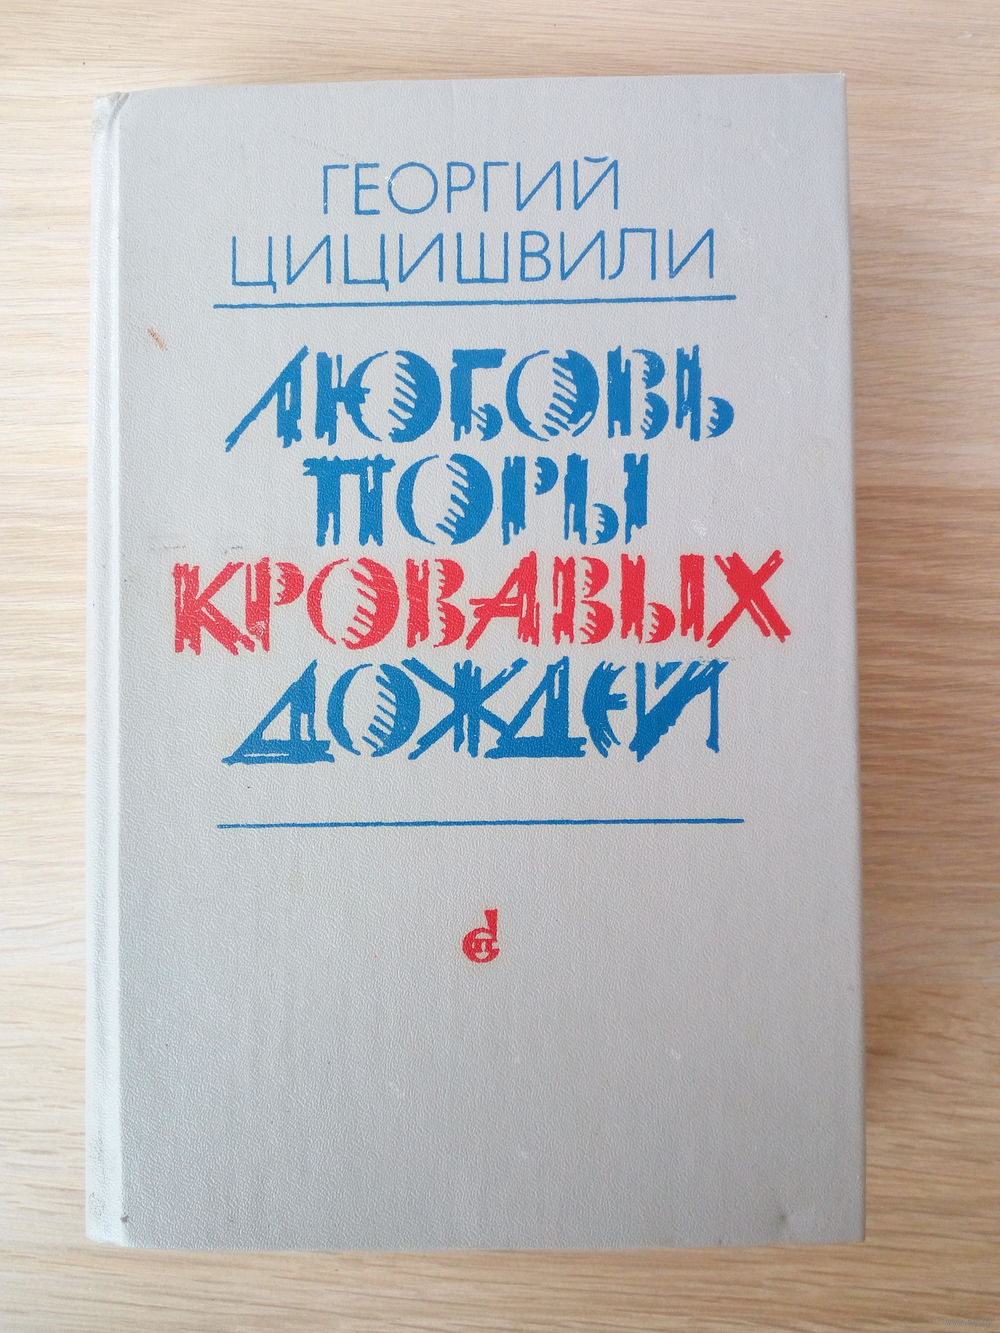 ГЕОРГИЙ
ЦИЦИШВИЛИ
ЛЮБОВЬ
ПОРЫ
КРОВАВЫХ
ДОЖДЕЙ